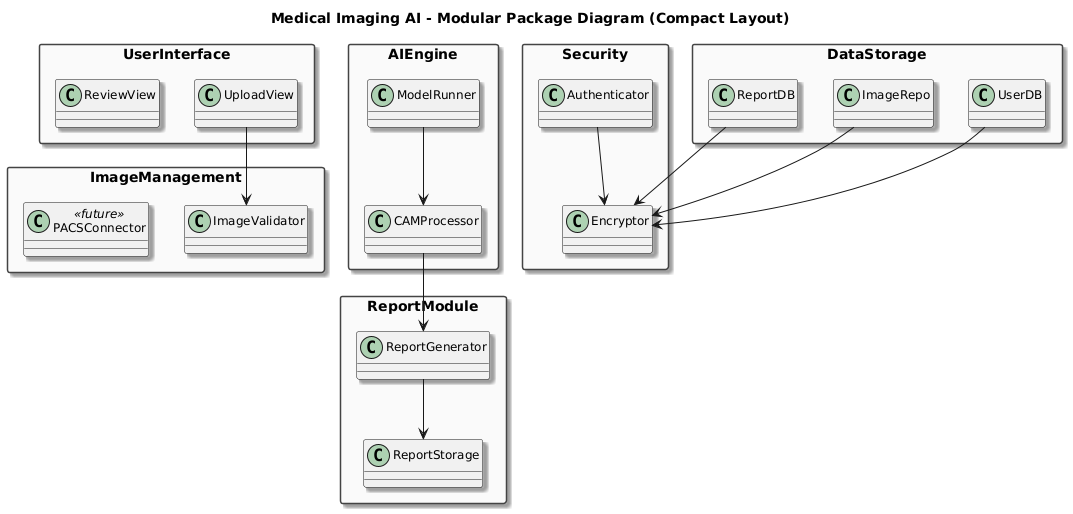 Medical Imaging AI - Modular Package Diagram (Compact Layout)
UserInterface
C ReviewView
C UploadView
AIEngine
C ModelRunner
Security
C Authenticator
DataStorage
C ReportDB
C ImageRepo
C UserDB
ImageManagement
C «future»
PACSConnector
C ImageValidator
C CAMProcessor
C Encryptor
ReportModule
C ReportGenerator
C ReportStorage